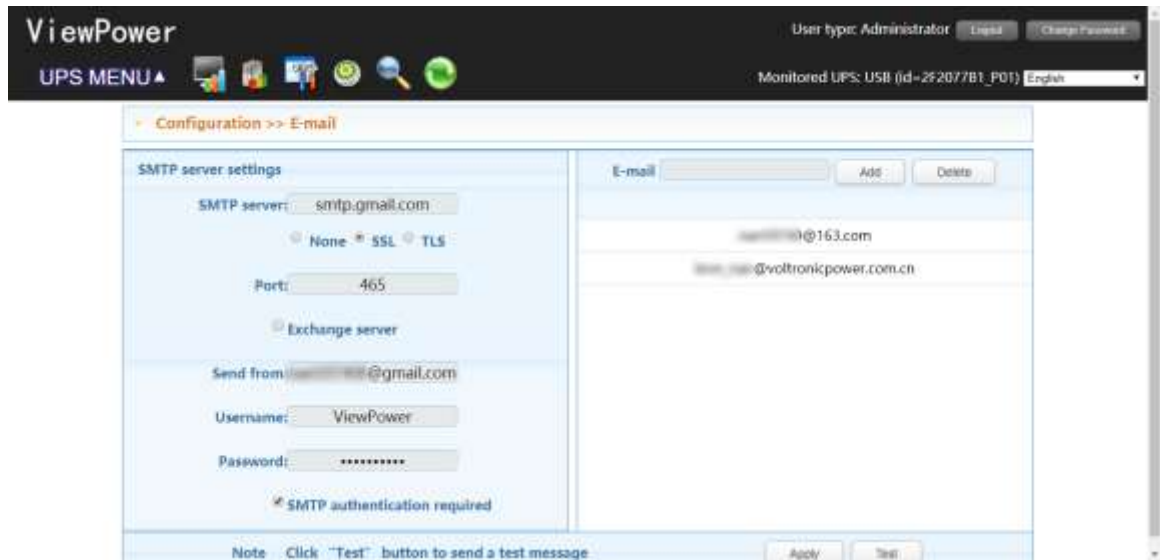 ViewPower
User type: Administrator Logout Change Password
UPS MENU▲
Monitored UPS: USB (id=2F2077B1_P01) English
Configuration >> E-mail
SMTP server settings
E-mail Add Delete
SMTP server: smtp.gmail.com
None SSL TLS
@163.com
@voltronicpower.com.cn
Port: 465
Exchange server
Send from @gmail.com
Username: ViewPower
Password: ••••••••••
SMTP authentication required
Note Click "Test" button to send a test message Apply Test